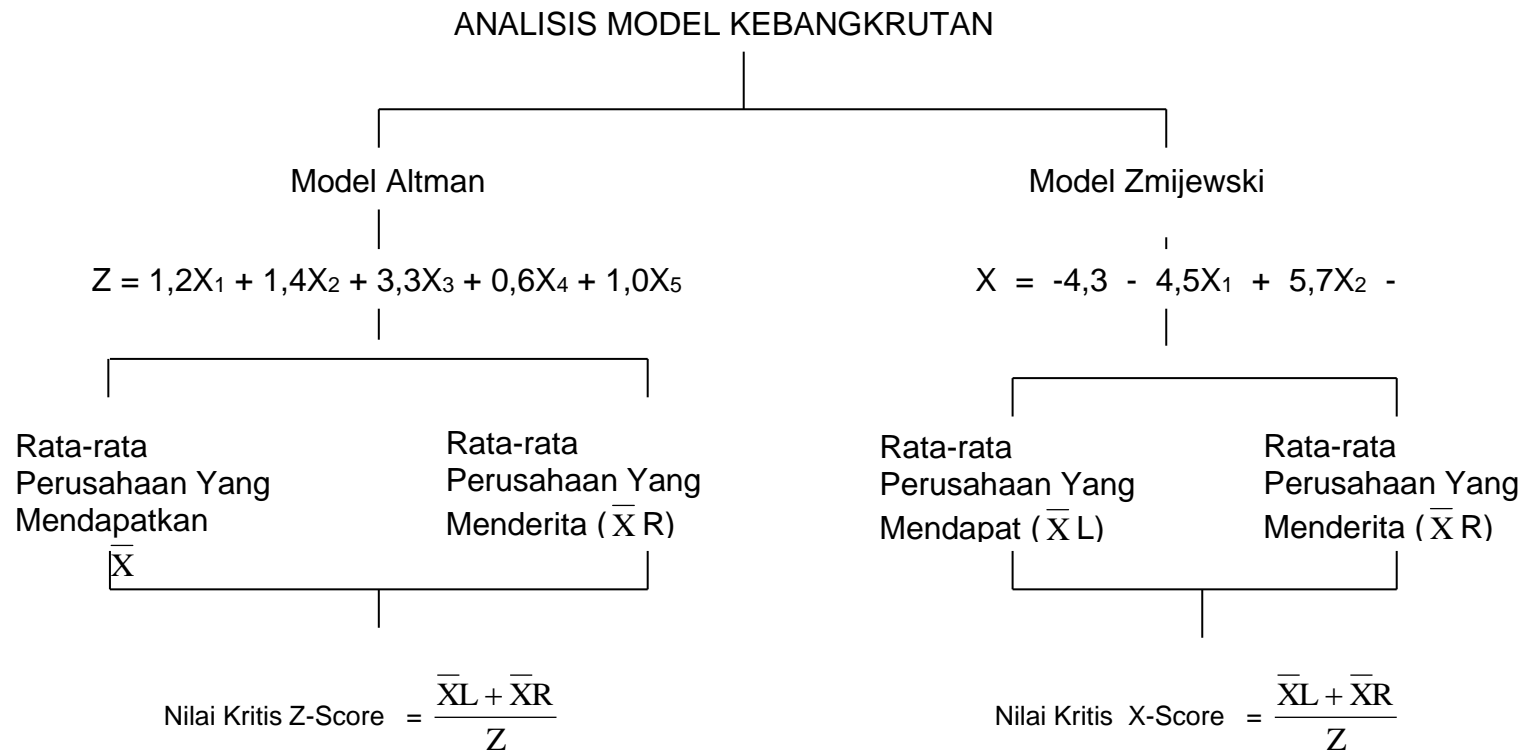 ANALISIS MODEL KEBANGKRUTAN
Model Altman
Z = 1,2X₁ + 1,4X₂ + 3,3X₃ + 0,6X₄ + 1,0X₅
Rata-rata
Perusahaan Yang
Mendapatkan
X̅
Rata-rata
Perusahaan Yang
Menderita ( X̅ R)
Nilai Kritis Z-Score = (X̅L + X̅R) / Z
Model Zmijewski
X = -4,3 - 4,5X₁ + 5,7X₂ -
Rata-rata
Perusahaan Yang
Mendapat ( X̅ L)
Rata-rata
Perusahaan Yang
Menderita ( X̅ R)
Nilai Kritis X-Score = (X̅L + X̅R) / Z